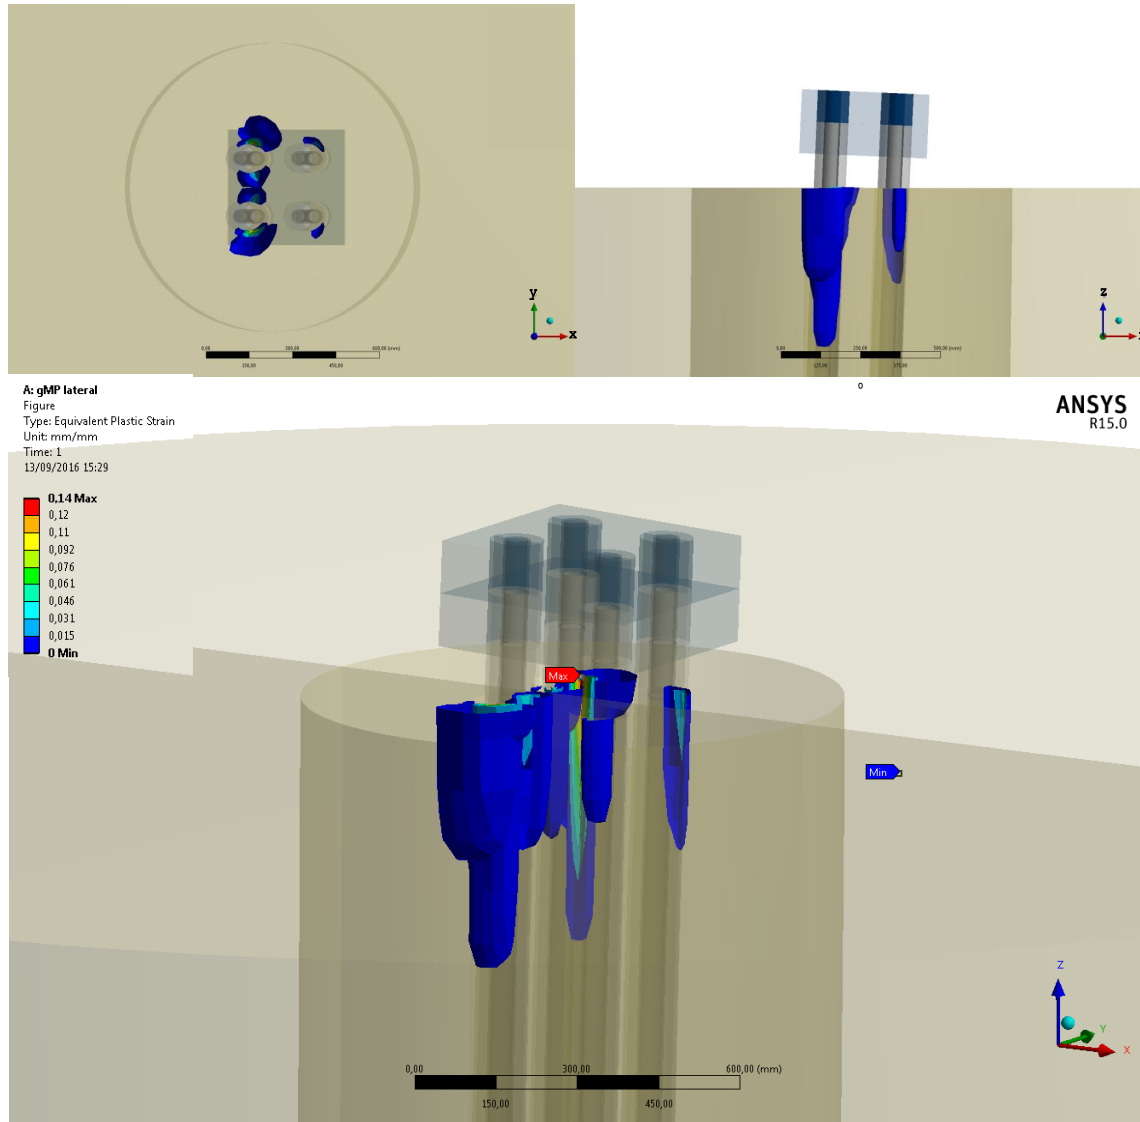 y
x
0,00 300,00 600,00 (mm)
150,00 450,00
z
0,00 250,00 500,00 (mm)
125,00 375,00
A: gMP lateral
Figure
Type: Equivalent Plastic Strain
Unit: mm/mm
Time: 1
13/09/2016 15:29
ANSYS
R15.0
0,14 Max
0,12
0,11
0,092
0,076
0,061
0,046
0,031
0,015
0 Min
Max
Min
Z
Y
X
0,00 300,00 600,00 (mm)
150,00 450,00